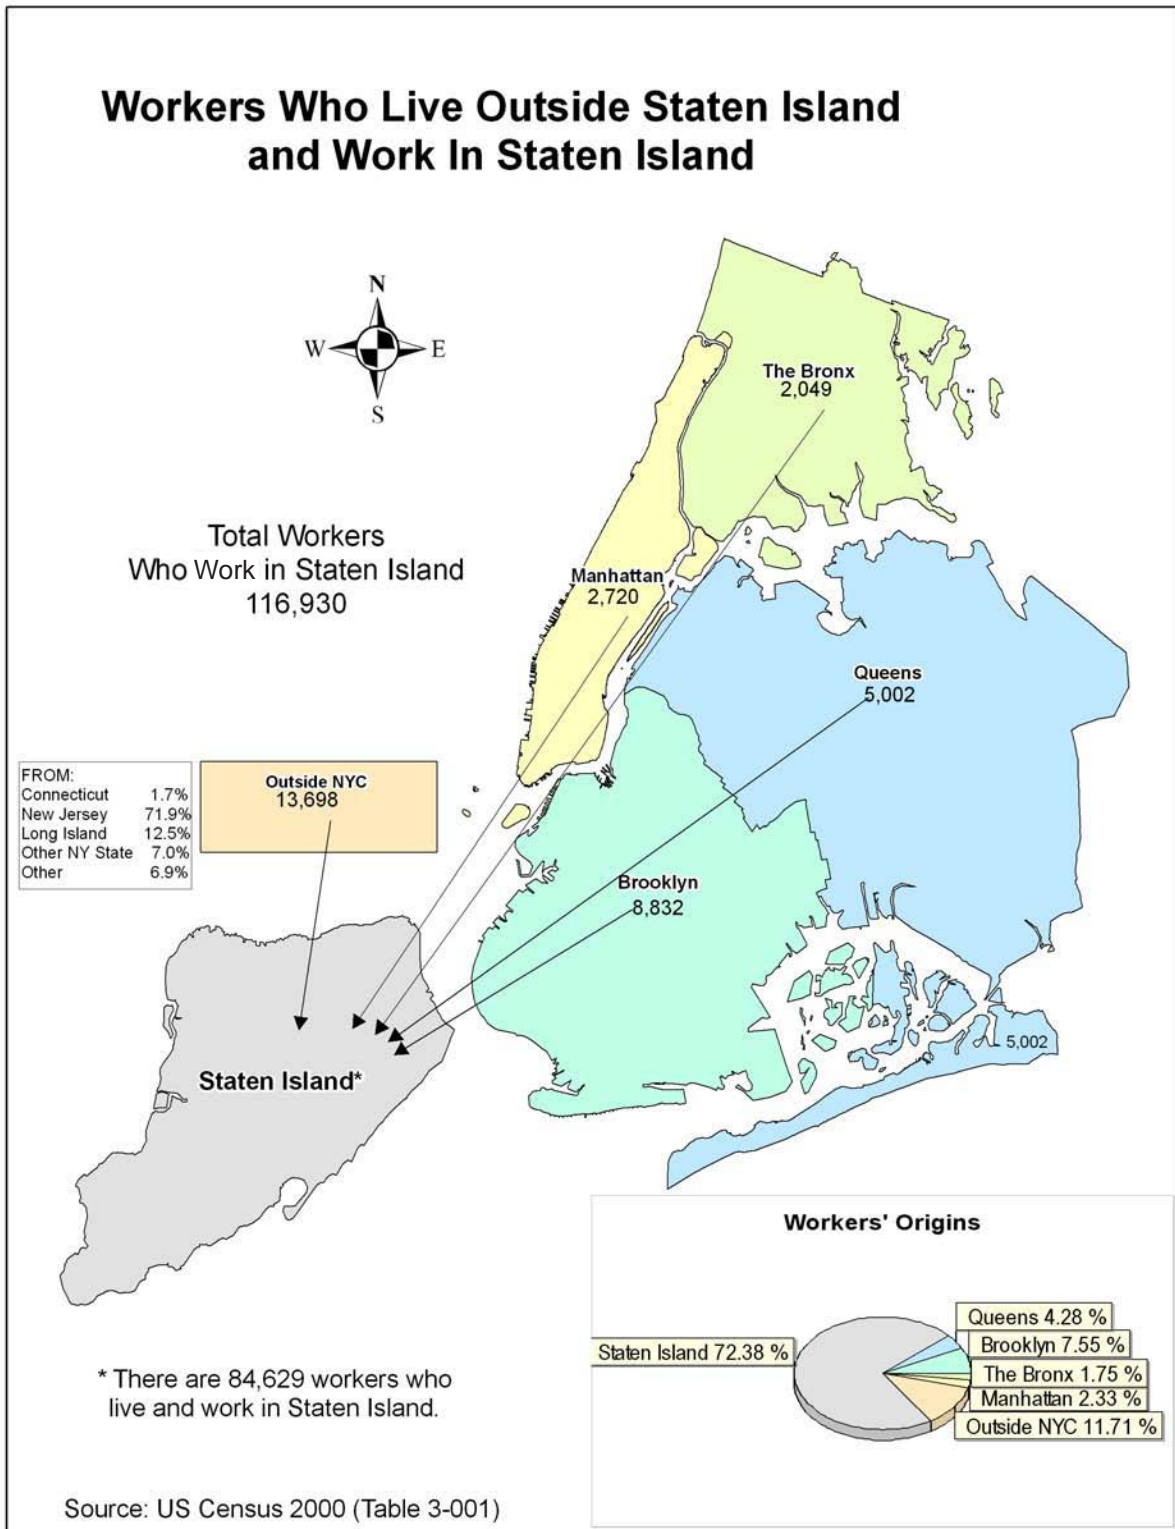 Workers Who Live Outside Staten Island
and Work In Staten Island
N
W E
S
The Bronx
2,049
Total Workers
Who Work in Staten Island
116,930
Manhattan
2,720
Queens
5,002
FROM:
Connecticut 1.7%
New Jersey 71.9%
Long Island 12.5%
Other NY State 7.0%
Other 6.9%
Outside NYC
13,698
Brooklyn
8,832
5,002
Staten Island*
* There are 84,629 workers who
live and work in Staten Island.
Workers' Origins
Staten Island 72.38 %
Queens 4.28 %
Brooklyn 7.55 %
The Bronx 1.75 %
Manhattan 2.33 %
Outside NYC 11.71 %
Source: US Census 2000 (Table 3-001)